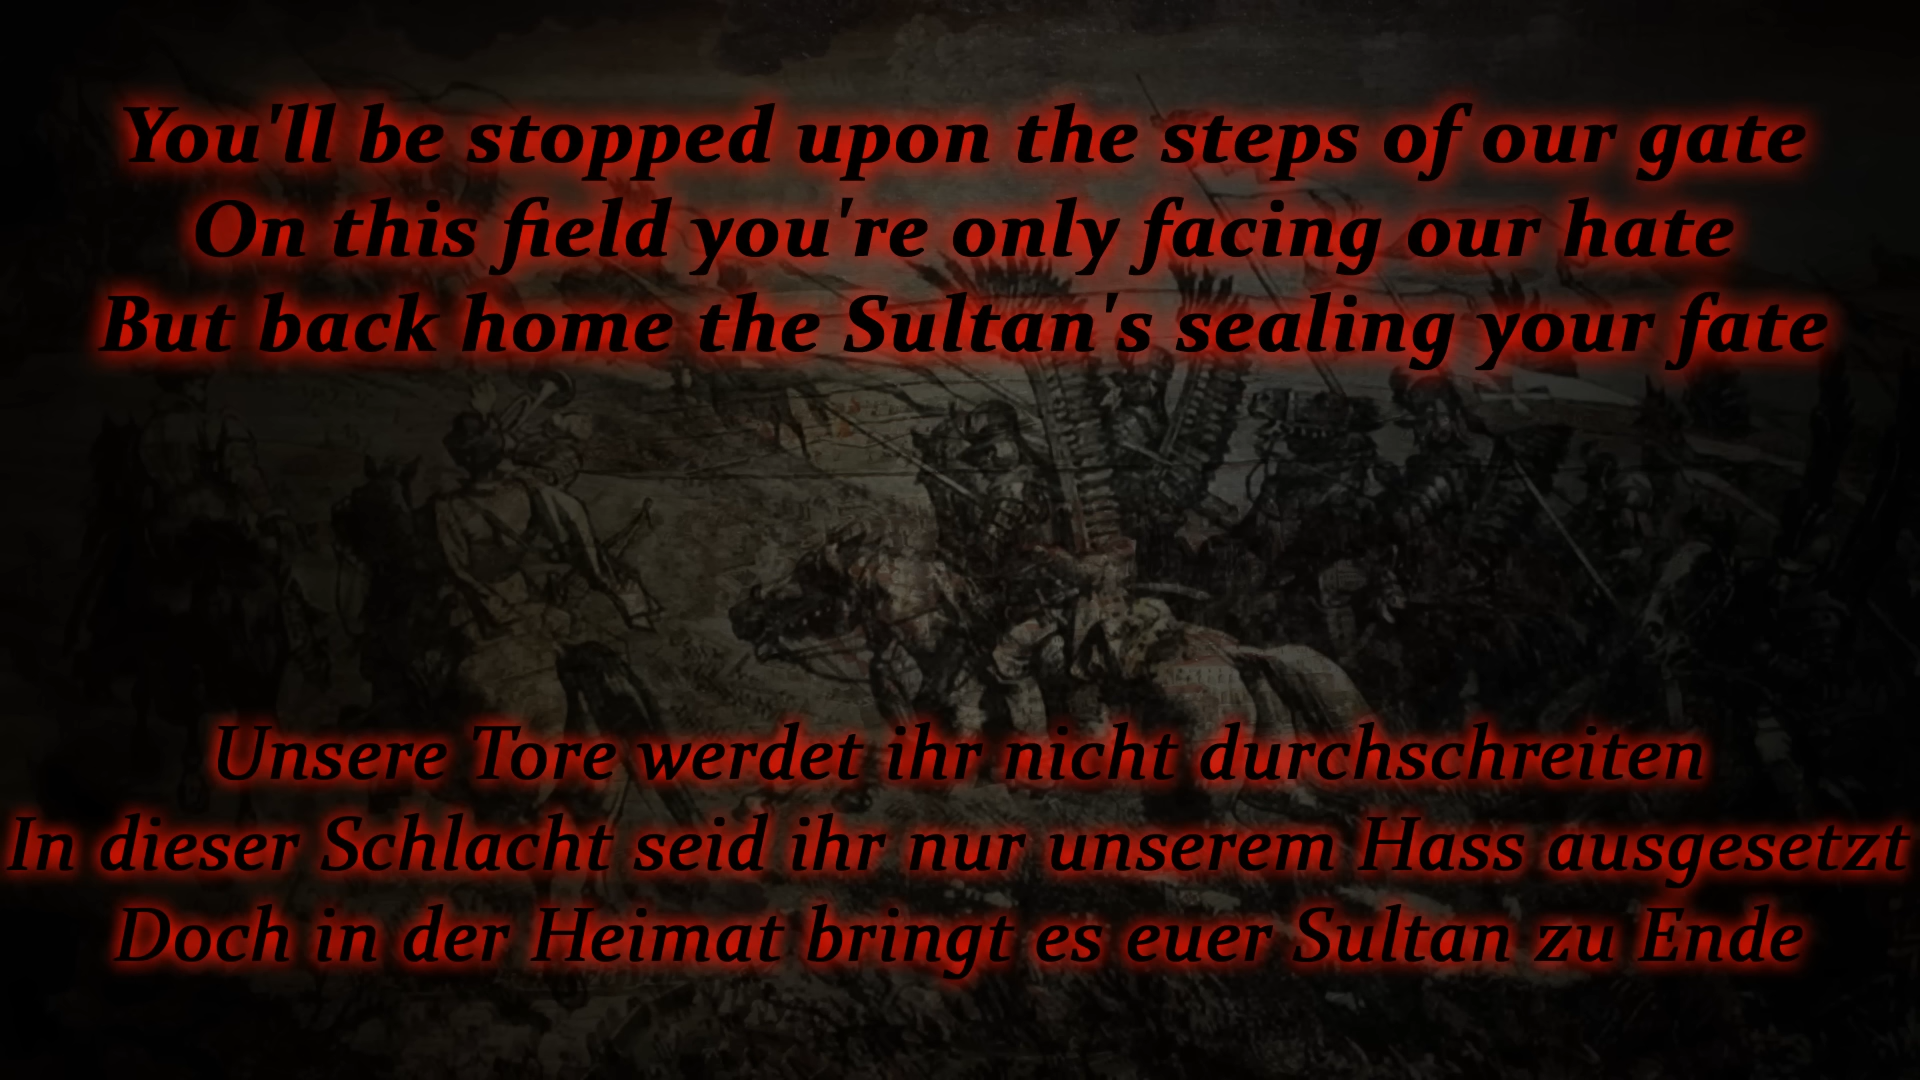 You'll be stopped upon the steps of our gate
On this field you're only facing our hate
But back home the Sultan's sealing your fate
Unsere Tore werdet ihr nicht durchschreiten
In dieser Schlacht seid ihr nur unserem Hass ausgesetzt
Doch in der Heimat bringt es euer Sultan zu Ende